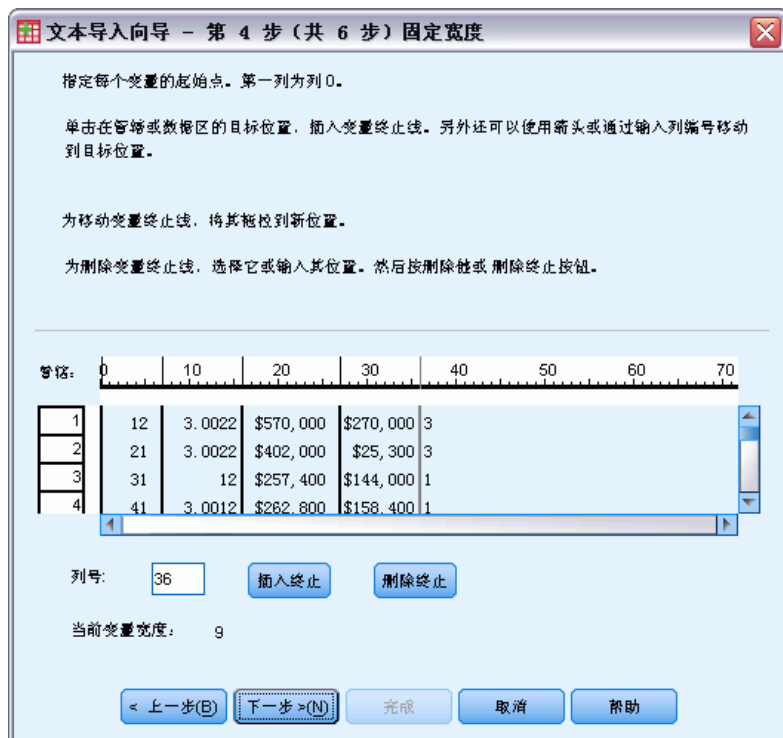 文本导入向导 - 第 4 步（共 6 步）固定宽度
指定每个变量的起始点。第一列为列 0。
单击在管辖或数据区的目标位置，插入变量终止线。另外还可以使用箭头或通过输入列编号移动
到目标位置。
为移动变量终止线，将其拖拉到新位置。
为删除变量终止线，选择它或输入其位置。然后按删除键或 删除终止按钮。
管辖: 0 10 20 30 40 50 60 70
1 12 3.0022 $570,000 $270,000 3
2 21 3.0022 $402,000 $25,300 3
3 31 12 $257,400 $144,000 1
4 41 3.0012 $262,800 $158,400 1
列号: 36 插入终止 删除终止
当前变量宽度: 9
< 上一步(B) 下一步 >(N) 完成 取消 帮助